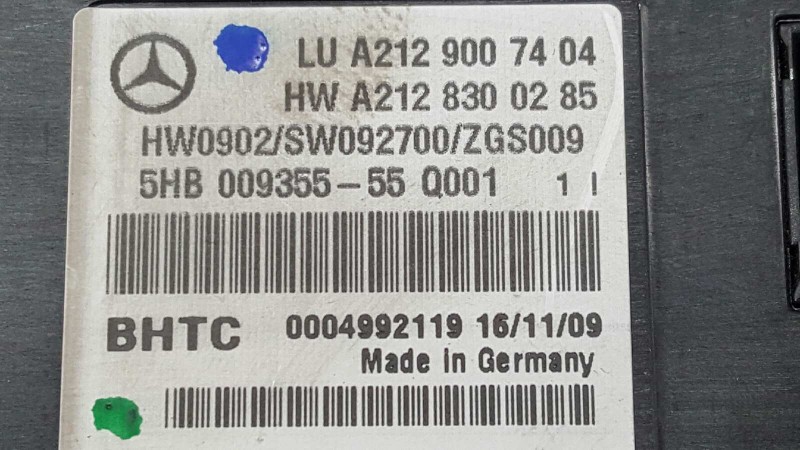 LU A212 900 74 04
HW A212 830 02 85
HW0902/SW092700/ZGS009
5HB 009355-55 Q001 1 I
BHTC 0004992119 16/11/09
Made in Germany